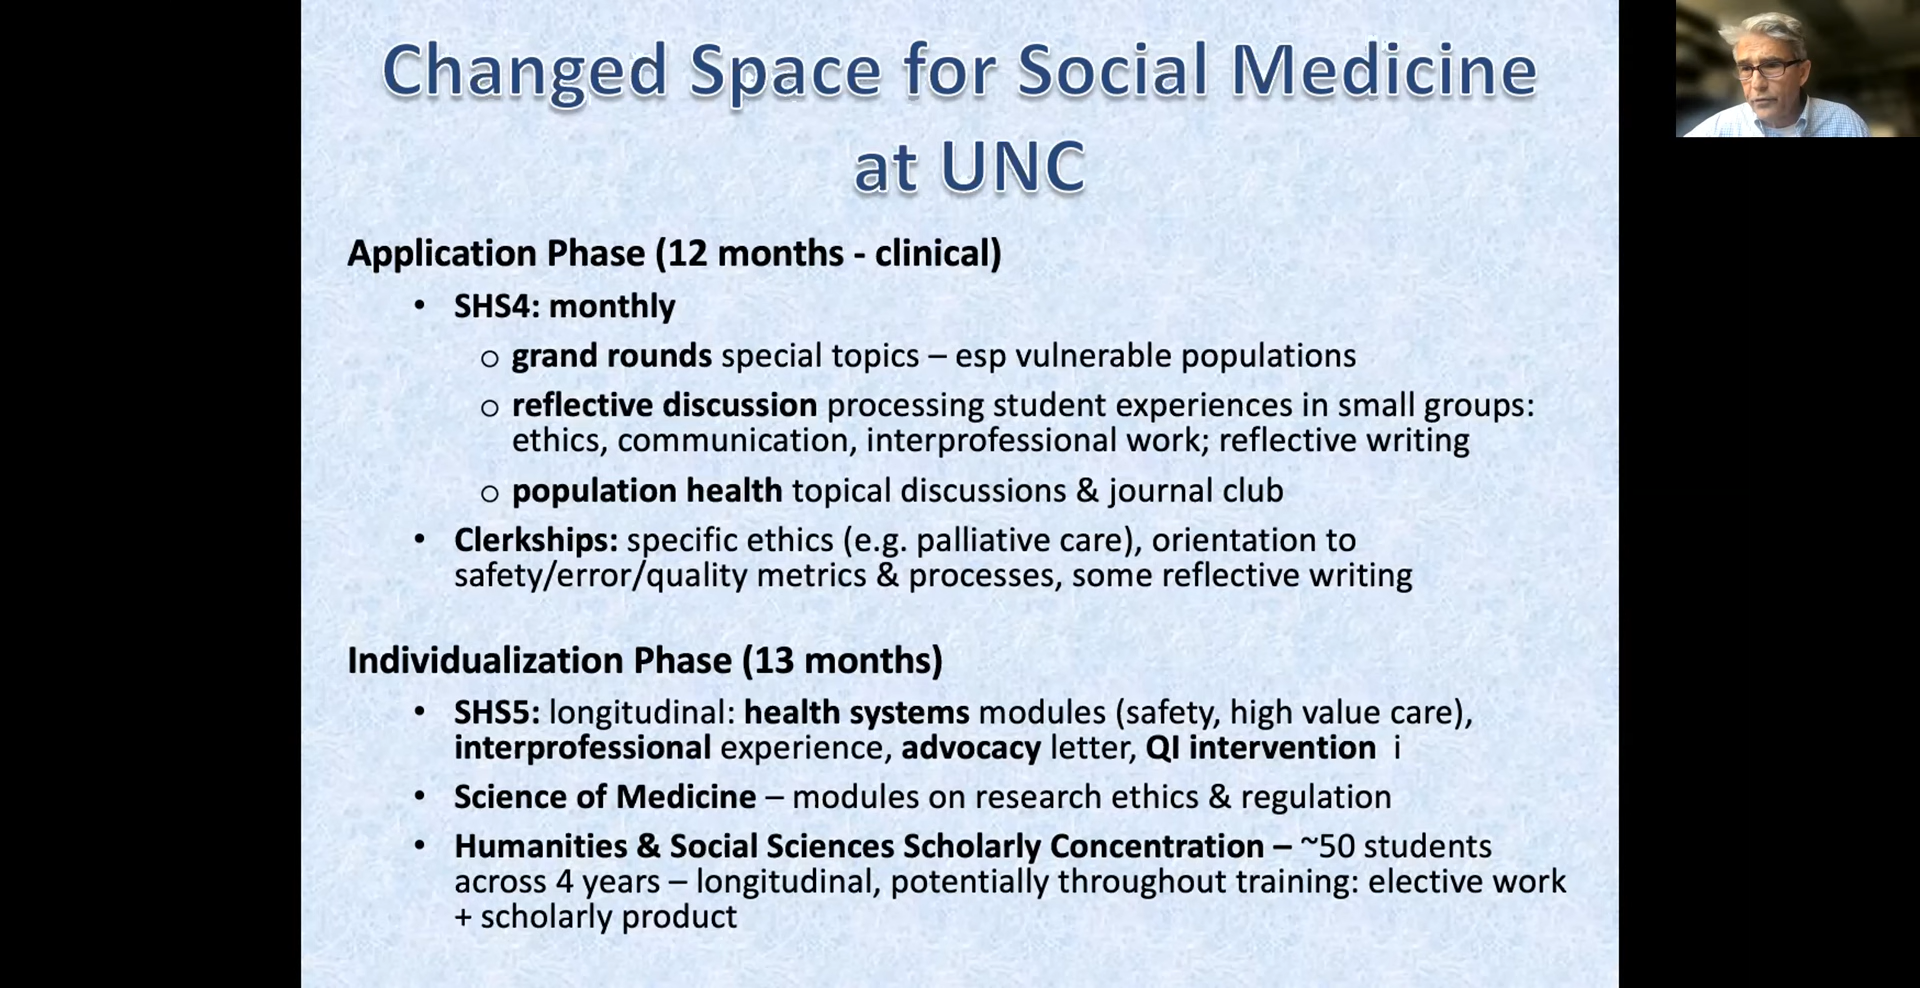 Changed Space for Social Medicine
at UNC
Application Phase (12 months - clinical)
• SHS4: monthly
o grand rounds special topics – esp vulnerable populations
o reflective discussion processing student experiences in small groups:
ethics, communication, interprofessional work; reflective writing
o population health topical discussions & journal club
• Clerkships: specific ethics (e.g. palliative care), orientation to
safety/error/quality metrics & processes, some reflective writing
Individualization Phase (13 months)
• SHS5: longitudinal: health systems modules (safety, high value care),
interprofessional experience, advocacy letter, QI intervention i
• Science of Medicine – modules on research ethics & regulation
• Humanities & Social Sciences Scholarly Concentration – ~50 students
across 4 years – longitudinal, potentially throughout training: elective work
+ scholarly product